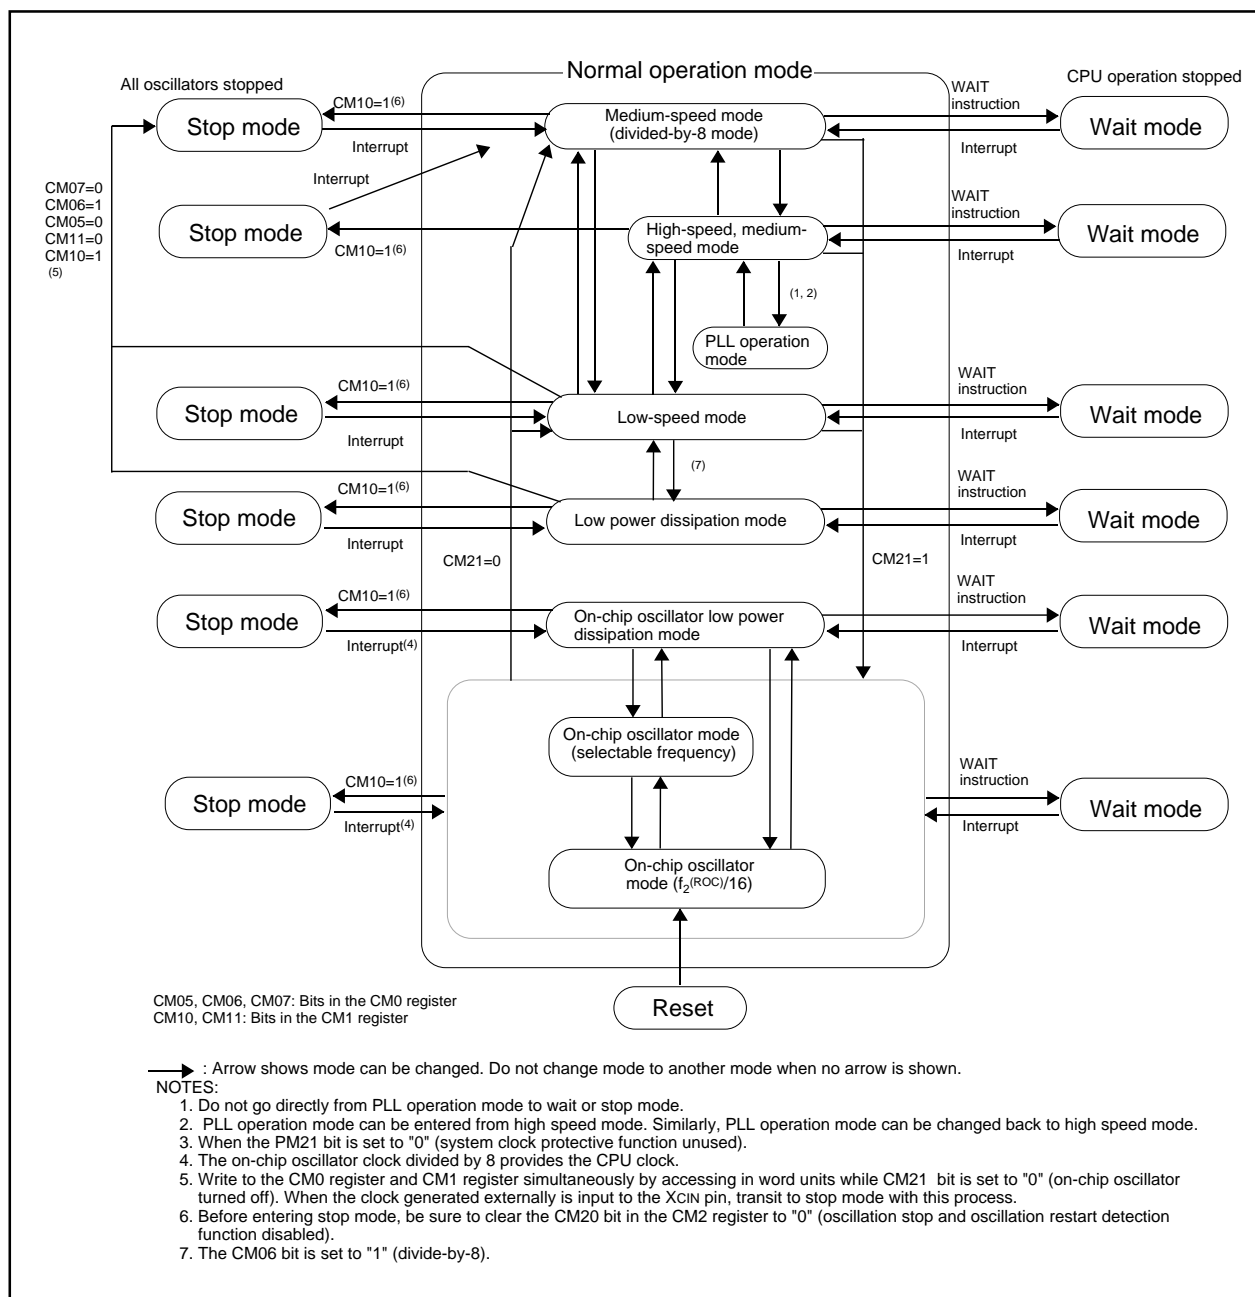 Normal operation mode
All oscillators stopped
CPU operation stopped
Stop mode
CM10=1(6)
Interrupt
Medium-speed mode
(divided-by-8 mode)
WAIT
instruction
Interrupt
Wait mode
CM07=0
CM06=1
CM05=0
CM11=0
CM10=1
(5)
Interrupt
Stop mode
CM10=1(6)
High-speed, medium-
speed mode
WAIT
instruction
Interrupt
Wait mode
(1, 2)
PLL operation
mode
Stop mode
CM10=1(6)
Interrupt
Low-speed mode
WAIT
instruction
Interrupt
Wait mode
(7)
Stop mode
CM10=1(6)
Interrupt
Low power dissipation mode
WAIT
instruction
Interrupt
Wait mode
CM21=0
CM21=1
Stop mode
CM10=1(6)
Interrupt(4)
On-chip oscillator low power
dissipation mode
WAIT
instruction
Interrupt
Wait mode
On-chip oscillator mode
(selectable frequency)
Stop mode
CM10=1(6)
Interrupt(4)
WAIT
instruction
Interrupt
Wait mode
On-chip oscillator
mode (f2(ROC)/16)
Reset
CM05, CM06, CM07: Bits in the CM0 register
CM10, CM11: Bits in the CM1 register
: Arrow shows mode can be changed. Do not change mode to another mode when no arrow is shown.
NOTES:
1. Do not go directly from PLL operation mode to wait or stop mode.
2. PLL operation mode can be entered from high speed mode. Similarly, PLL operation mode can be changed back to high speed mode.
3. When the PM21 bit is set to "0" (system clock protective function unused).
4. The on-chip oscillator clock divided by 8 provides the CPU clock.
5. Write to the CM0 register and CM1 register simultaneously by accessing in word units while CM21 bit is set to "0" (on-chip oscillator
turned off). When the clock generated externally is input to the XCIN pin, transit to stop mode with this process.
6. Before entering stop mode, be sure to clear the CM20 bit in the CM2 register to "0" (oscillation stop and oscillation restart detection
function disabled).
7. The CM06 bit is set to "1" (divide-by-8).